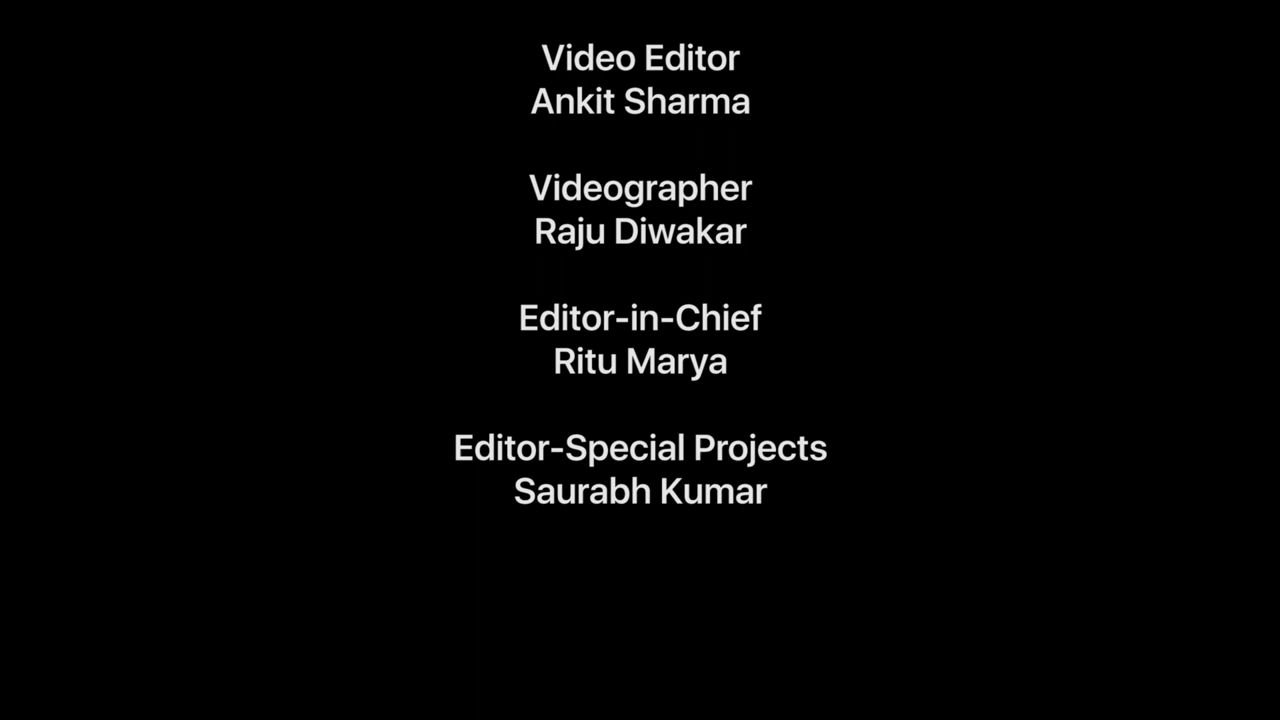 Video Editor
Ankit Sharma
Videographer
Raju Diwakar
Editor-in-Chief
Ritu Marya
Editor-Special Projects
Saurabh Kumar